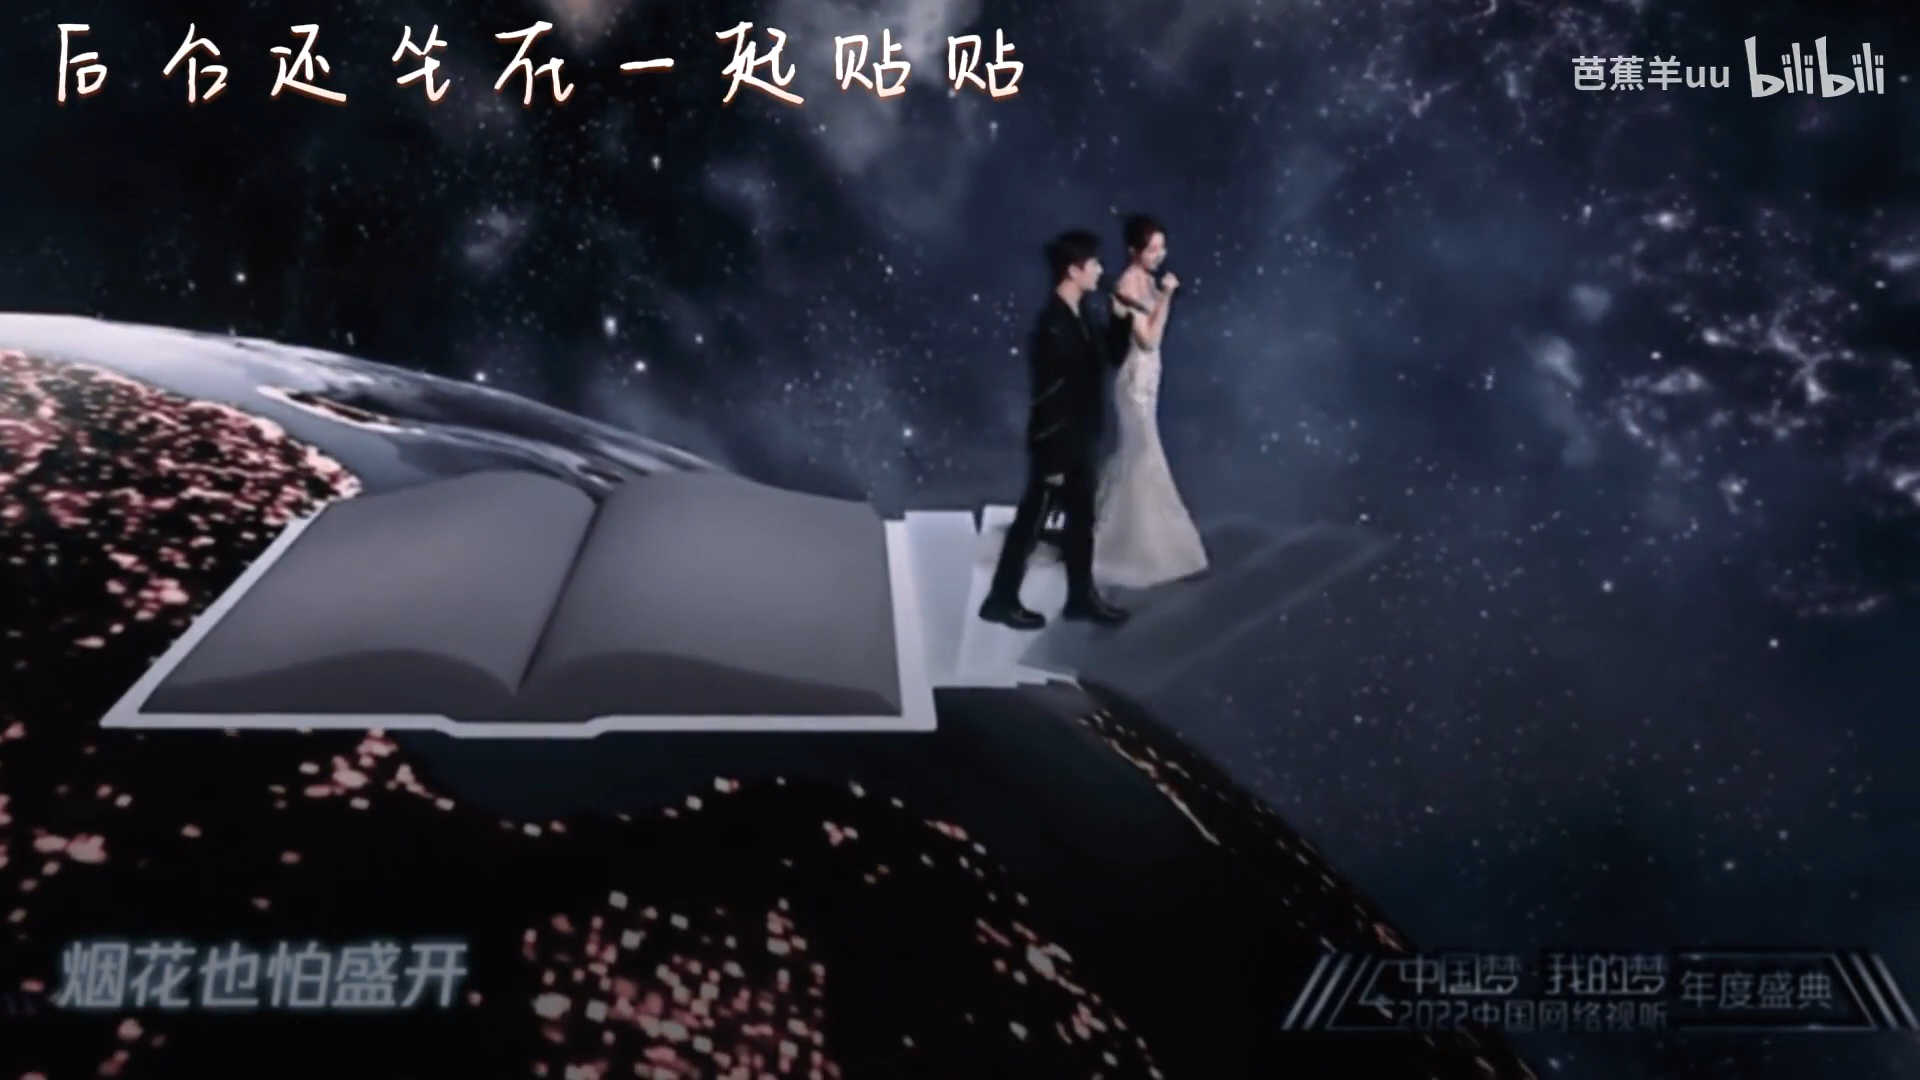 后台还坐在一起贴贴
芭蕉羊uu bilibili
烟花也怕盛开
中国梦·我的梦
2022中国网络视听
年度盛典